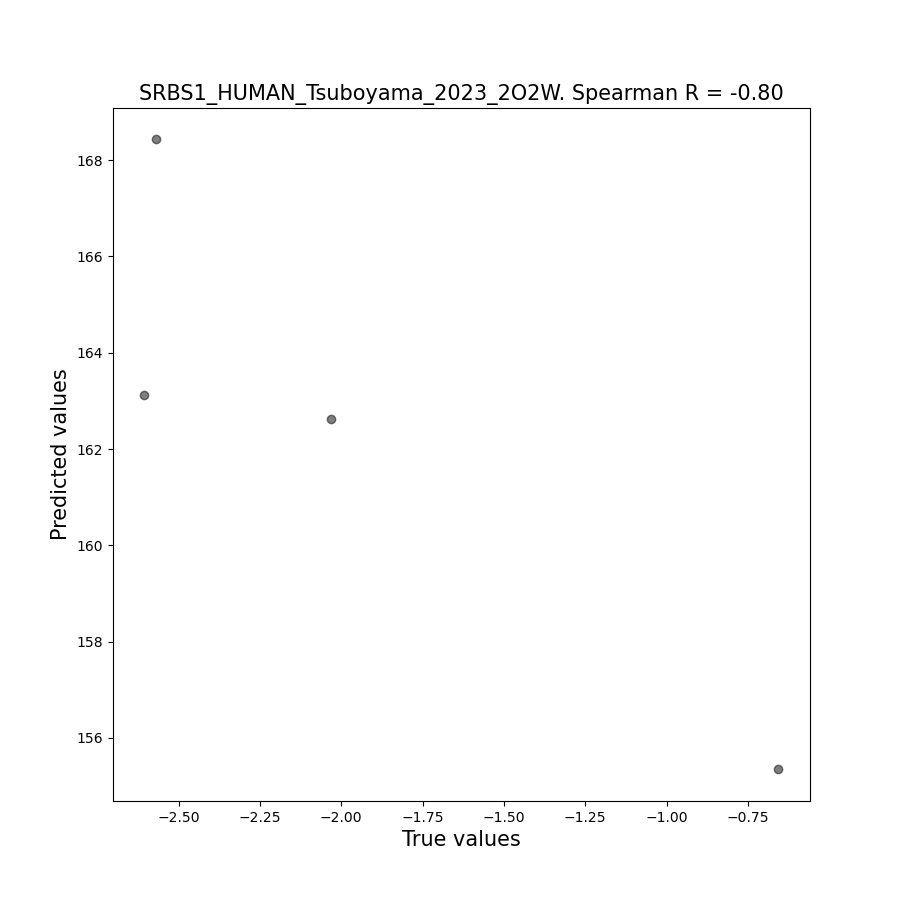 SRBS1_HUMAN_Tsuboyama_2023_2O2W. Spearman R = -0.80
168
166
164
162
160
158
156
Predicted values
−2.50 −2.25 −2.00 −1.75 −1.50 −1.25 −1.00 −0.75
True values